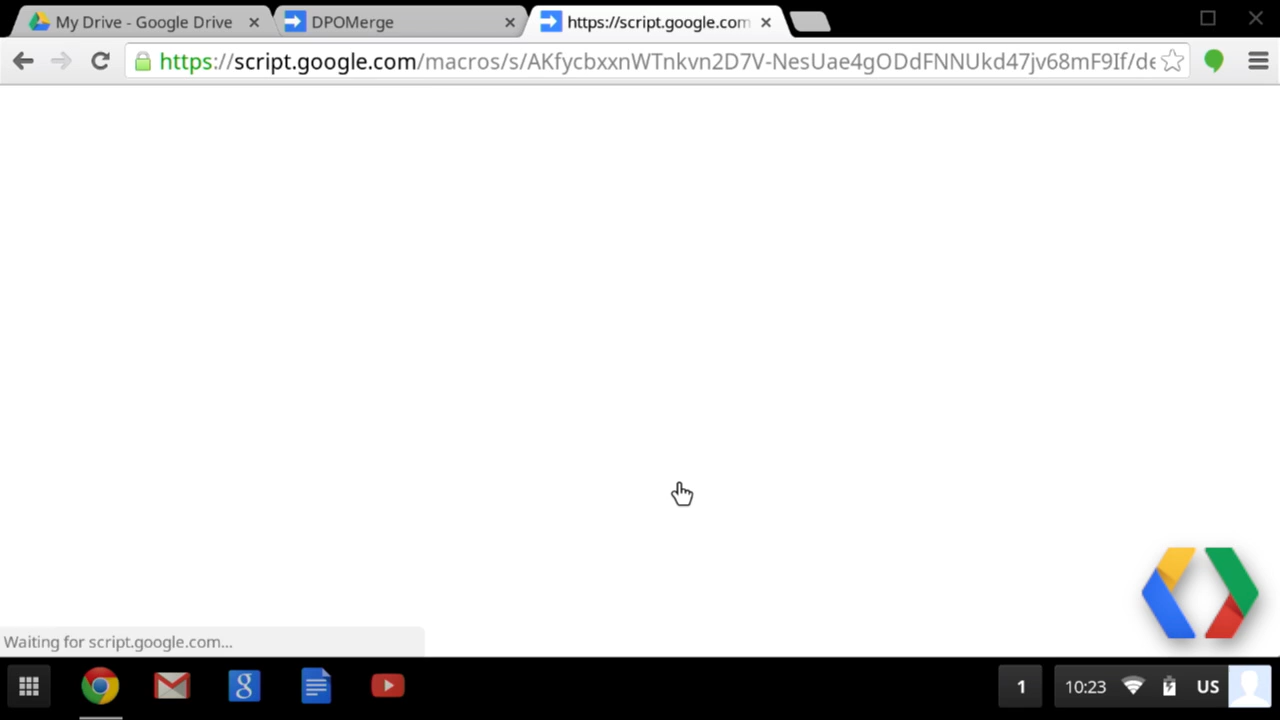 My Drive - Google Drive
DPOMerge
https://script.google.com
https://script.google.com/macros/s/AKfycbxxnWTnkvn2D7V-NesUae4gODdFNNUkd47jv68mF9If/de
Waiting for script.google.com...
1
10:23
US